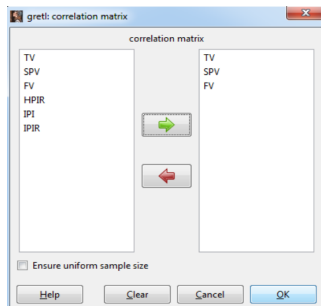 gretl: correlation matrix
correlation matrix
TV
SPV
FV
HPIR
IPI
IPIR
TV
SPV
FV
Ensure uniform sample size
Help Clear Cancel OK